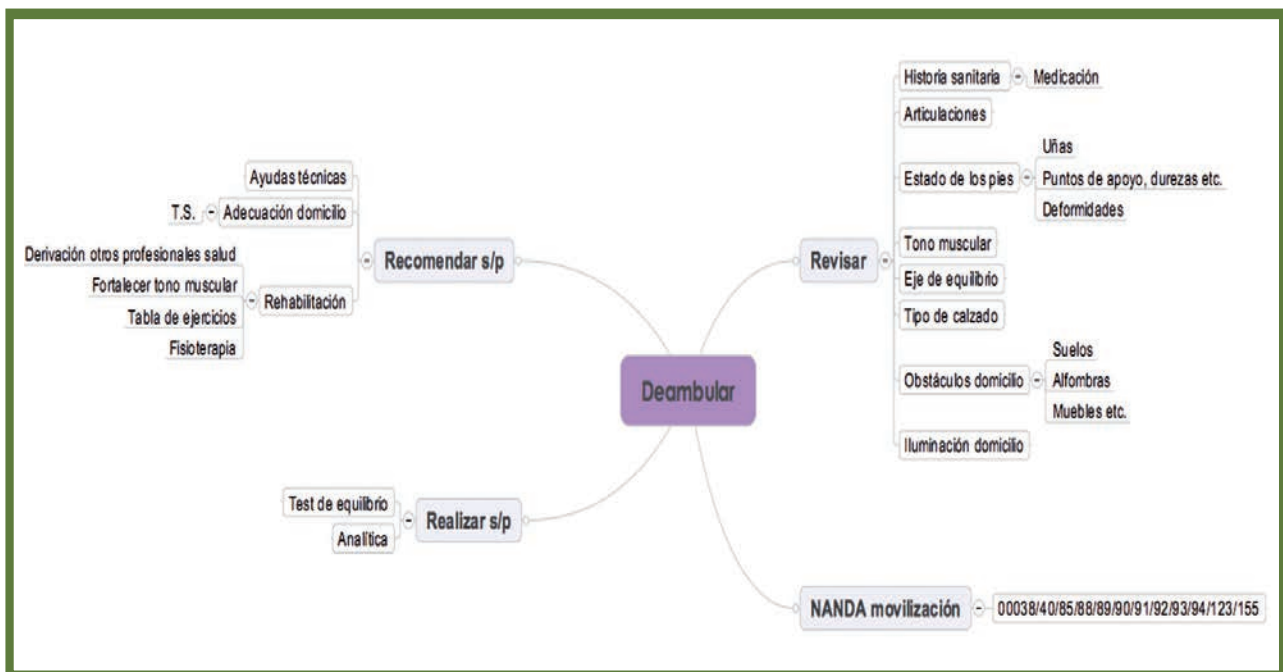 Deambular
Revisar
Historia sanitaria
Medicación
Articulaciones
Estado de los pies
Uñas
Puntos de apoyo, durezas etc.
Deformidades
Tono muscular
Eje de equilibrio
Tipo de calzado
Obstáculos domicilio
Suelos
Alfombras
Muebles etc.
Iluminación domicilio
NANDA movilización
00038/40/85/88/89/90/91/92/93/94/123/155
Recomendar s/p
Ayudas técnicas
Adecuación domicilio
T.S.
Rehabilitación
Derivación otros profesionales salud
Fortalecer tono muscular
Tabla de ejercicios
Fisioterapia
Realizar s/p
Test de equilibrio
Analítica